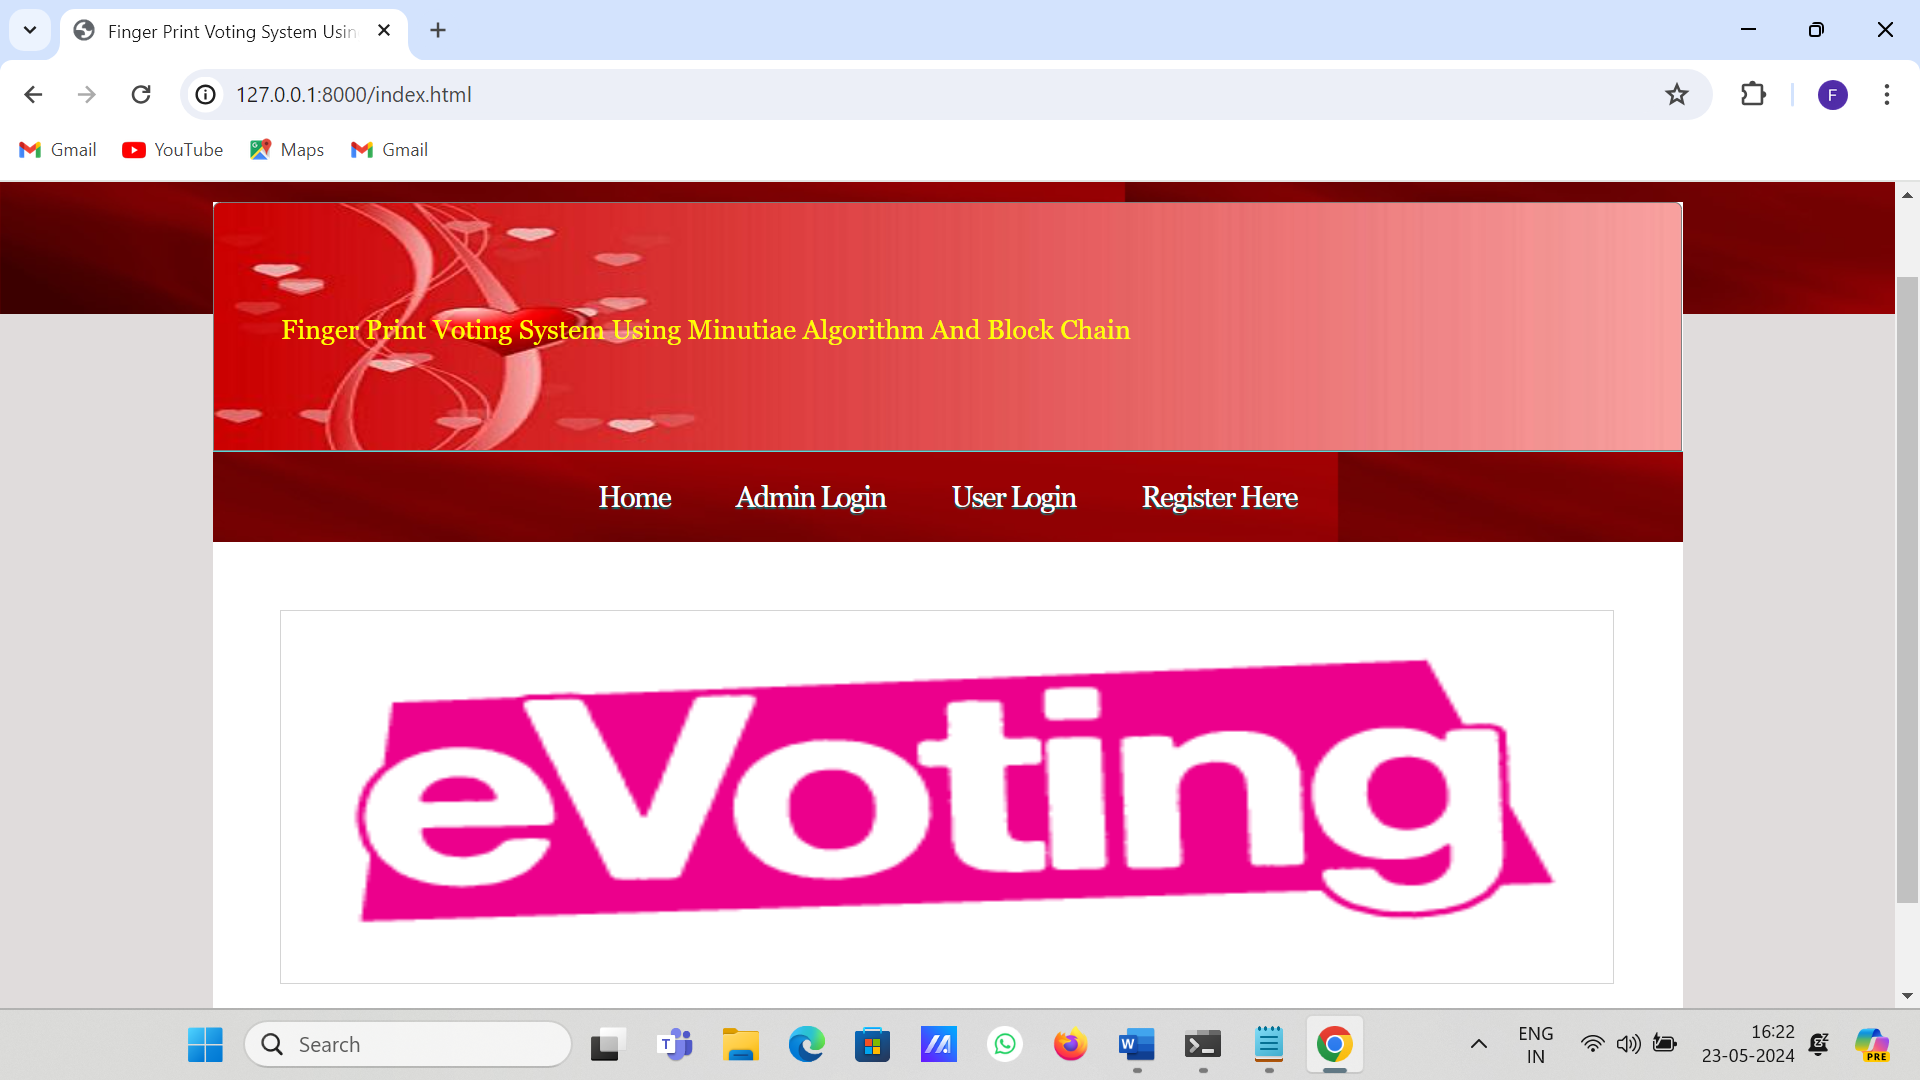 Finger Print Voting System Usin
127.0.0.1:8000/index.html
Gmail YouTube Maps Gmail
Finger Print Voting System Using Minutiae Algorithm And Block Chain
Home Admin Login User Login Register Here
eVoting
Search
ENG
IN
16:22
23-05-2024
PRE